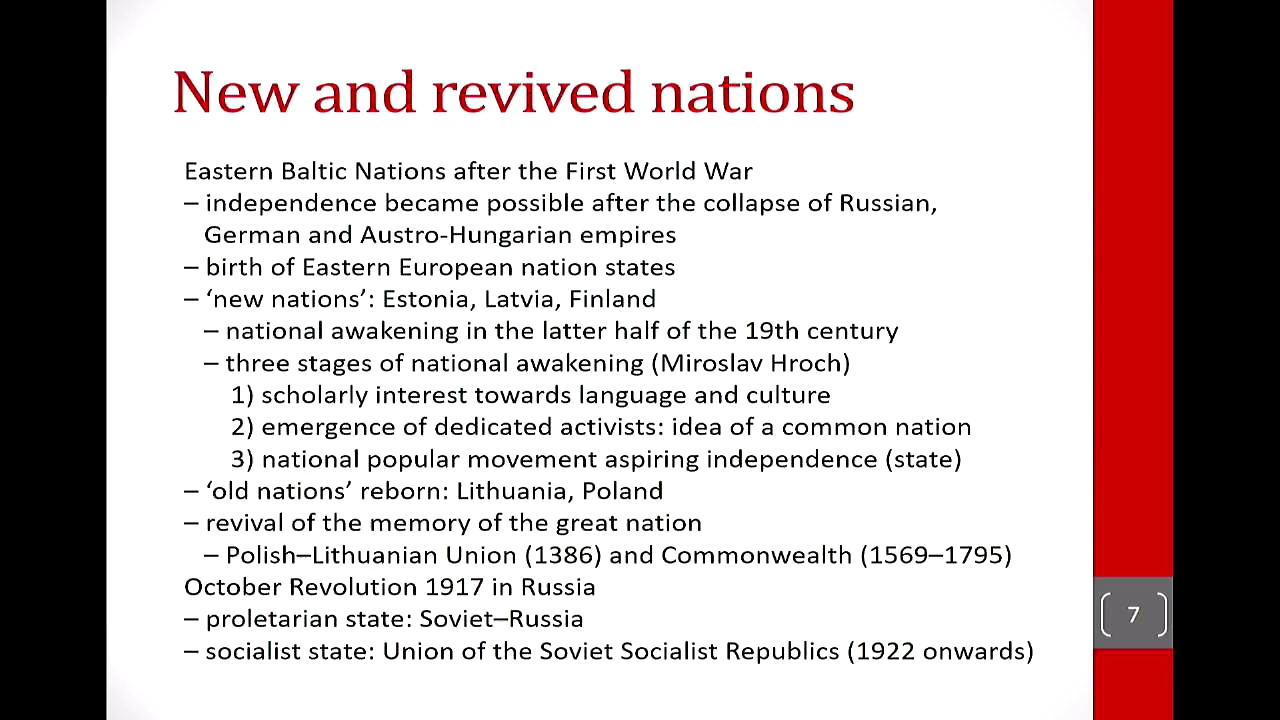 New and revived nations
Eastern Baltic Nations after the First World War
– independence became possible after the collapse of Russian,
German and Austro-Hungarian empires
– birth of Eastern European nation states
– ‘new nations’: Estonia, Latvia, Finland
– national awakening in the latter half of the 19th century
– three stages of national awakening (Miroslav Hroch)
1) scholarly interest towards language and culture
2) emergence of dedicated activists: idea of a common nation
3) national popular movement aspiring independence (state)
– ‘old nations’ reborn: Lithuania, Poland
– revival of the memory of the great nation
– Polish–Lithuanian Union (1386) and Commonwealth (1569–1795)
October Revolution 1917 in Russia
– proletarian state: Soviet–Russia
– socialist state: Union of the Soviet Socialist Republics (1922 onwards)
7